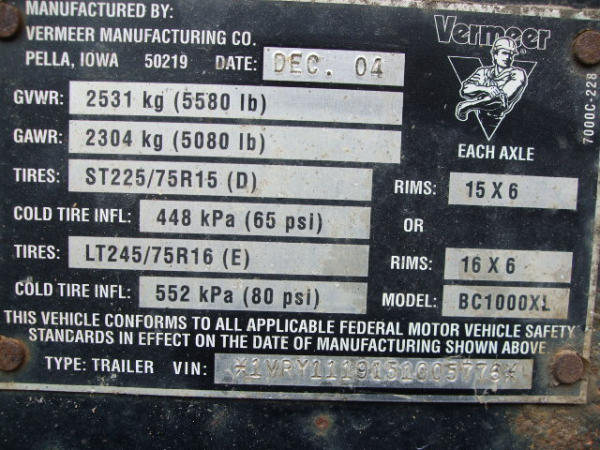 MANUFACTURED BY:
VERMEER MANUFACTURING CO.
PELLA, IOWA 50219 DATE: DEC. 04
Vermeer ®
7000C-228
GVWR: 2531 kg (5580 lb)
GAWR: 2304 kg (5080 lb) EACH AXLE
TIRES: ST225/75R15 (D) RIMS: 15 X 6
COLD TIRE INFL: 448 kPa (65 psi) OR
TIRES: LT245/75R16 (E) RIMS: 16 X 6
COLD TIRE INFL: 552 kPa (80 psi) MODEL: BC1000XL
THIS VEHICLE CONFORMS TO ALL APPLICABLE FEDERAL MOTOR VEHICLE SAFETY
STANDARDS IN EFFECT ON THE DATE OF MANUFACTURING SHOWN ABOVE
TYPE: TRAILER VIN: *1VRY1119151005776*